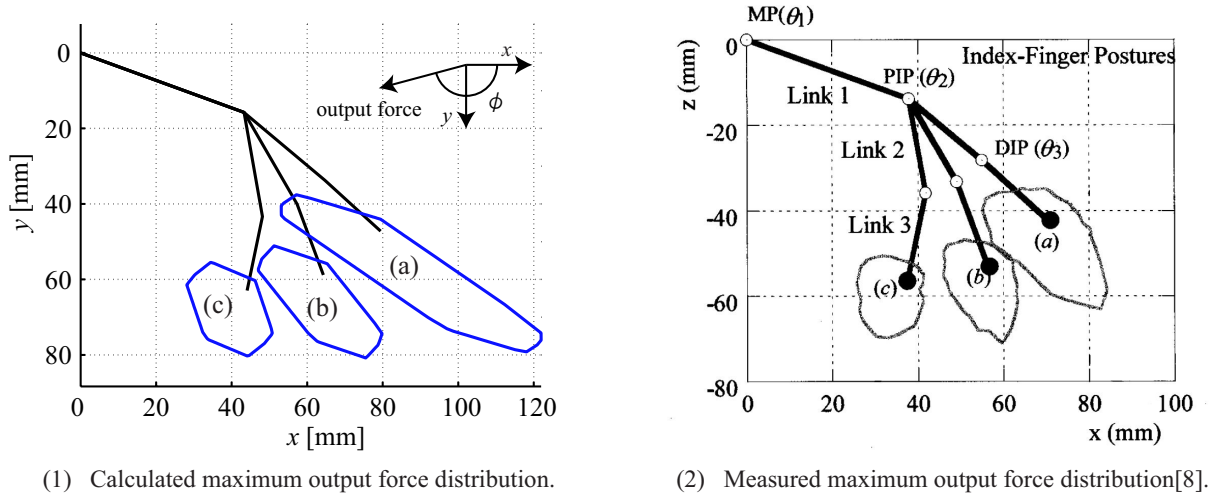 0
20
40
60
80
y [mm]
0
20
40
60
80
100
120
x [mm]
x
ϕ
output force
y
(a)
(b)
(c)
(1) Calculated maximum output force distribution.
MP(θ1)
0
-20
-40
-60
-80
z (mm)
Index-Finger Postures
PIP (θ2)
Link 1
Link 2
DIP (θ3)
Link 3
(a)
(b)
(c)
0
20
40
60
80
100
x (mm)
(2) Measured maximum output force distribution[8].